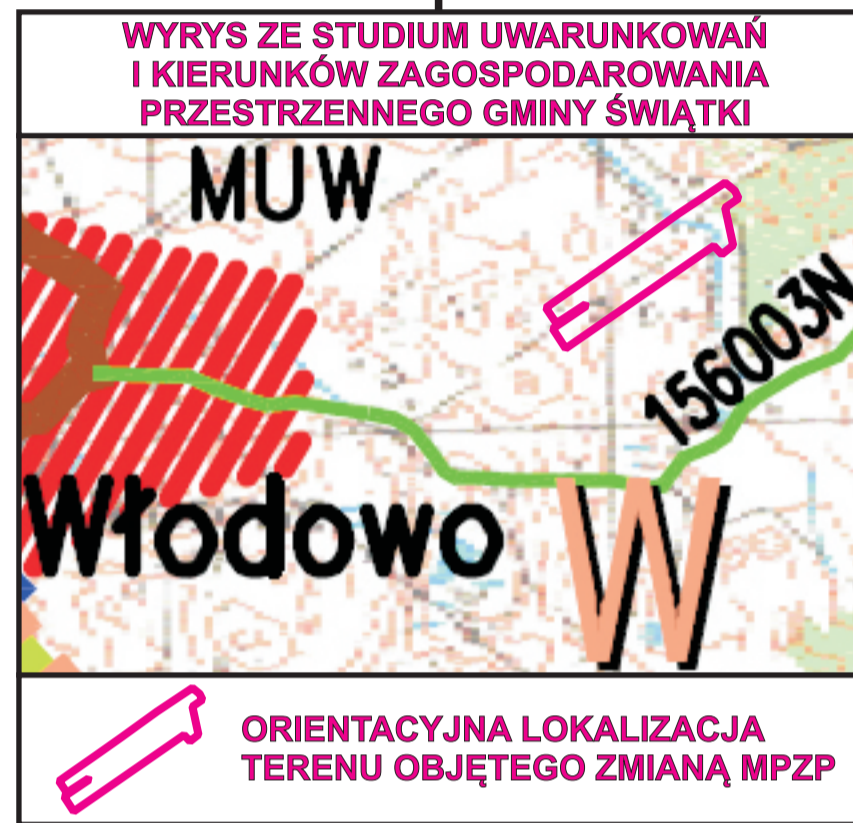 WYRYS ZE STUDIUM UWARUNKOWAŃ
I KIERUNKÓW ZAGOSPODAROWANIA
PRZESTRZENNEGO GMINY ŚWIĄTKI
MUW
156003N
Włodowo
W
ORIENTACYJNA LOKALIZACJA
TERENU OBJĘTEGO ZMIANĄ MPZP